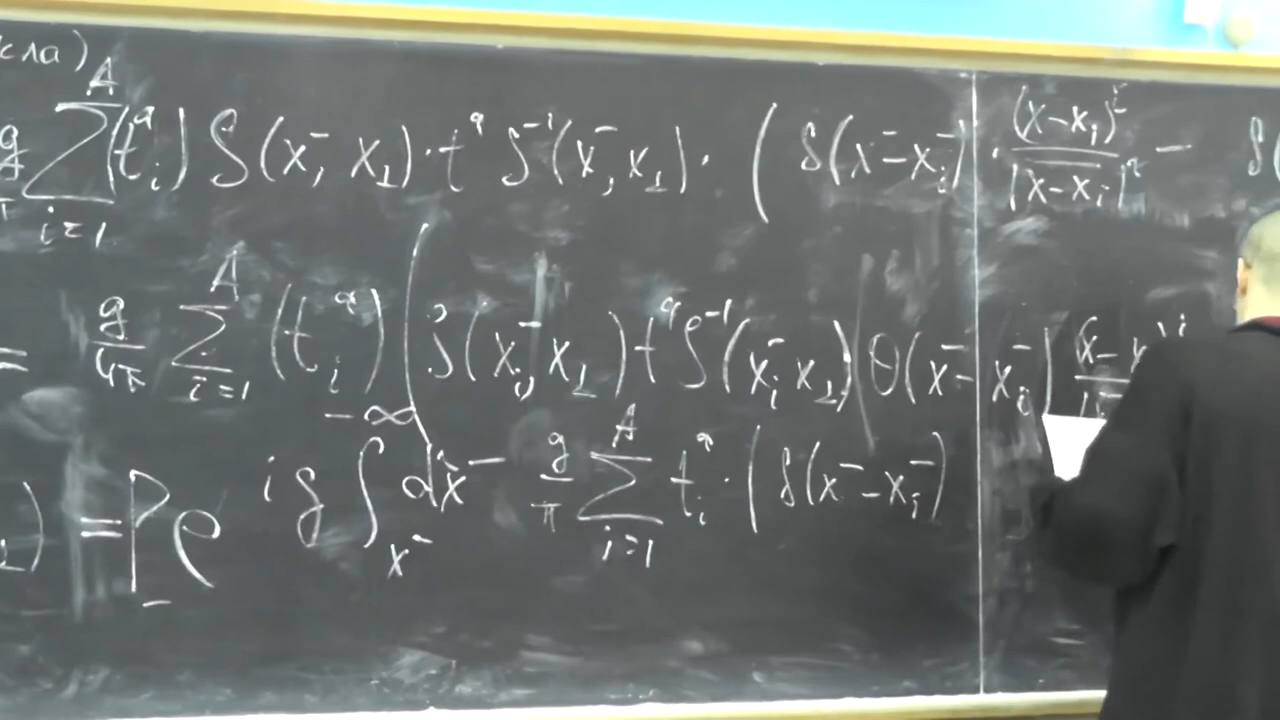 кла)
g/π ∑_{i=1}^{A} (t_i^a) S(x^-, x_⊥) · t^a S^{-1}(x^-, x_⊥) · ( δ(x^- - x_i^-) · (x-x_i)^i / |x-x_i|^2 - δ(
= g/4π ∑_{i=1}^{A} (t_i^a) ( S(x_i^-, x_⊥) t^a S^{-1}(x_i^-, x_⊥) θ(x^- - x_i^-)
⊥) = P e^{ig ∫_{x^-}^{-∞} dx^- g/π ∑_{i=1}^{A} t_i^a · ( δ(x^- - x_i^-)